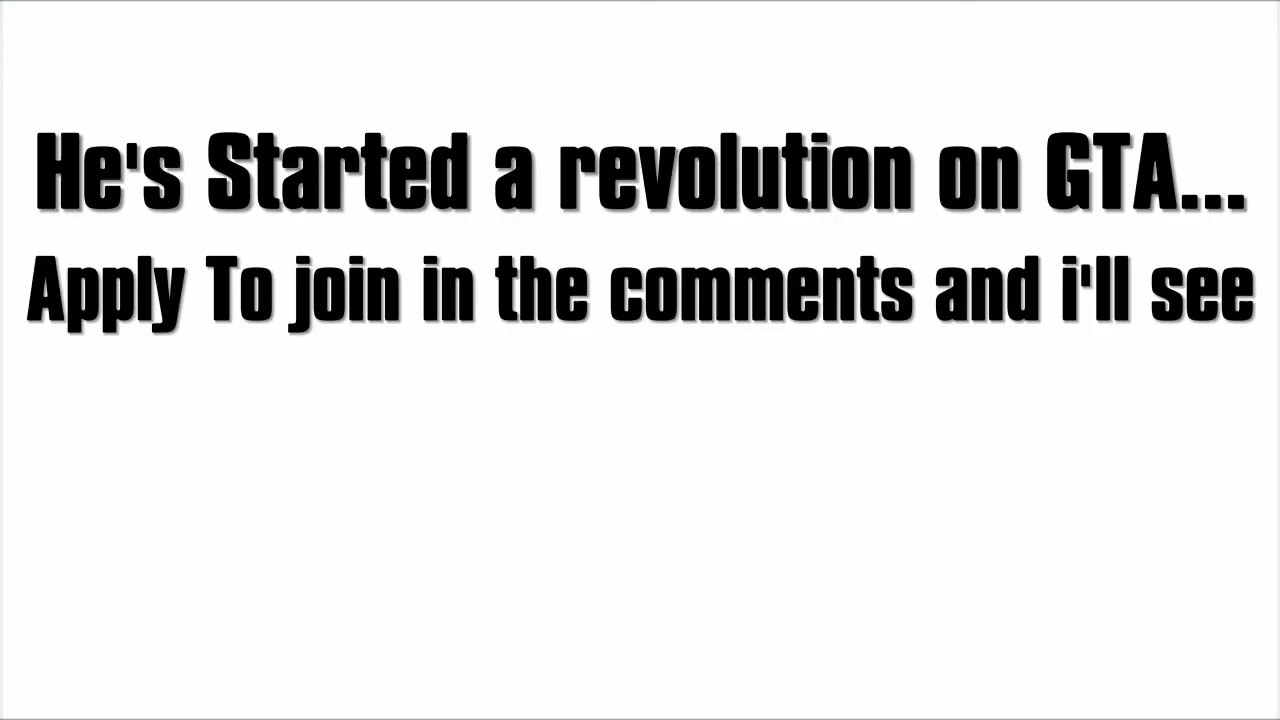 He's Started a revolution on GTA...
Apply To join in the comments and i'll see